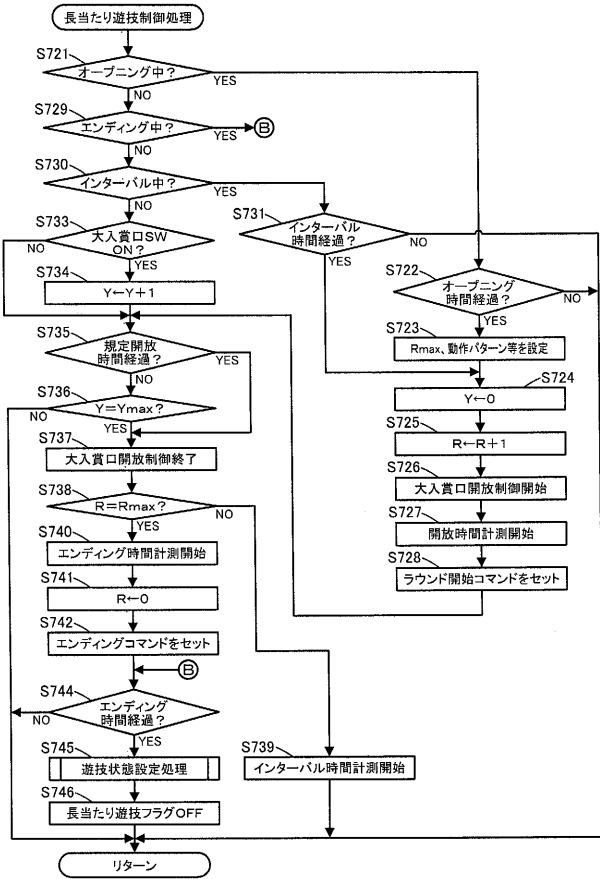 長当たり遊技制御処理
S721
オープニング中?
YES
NO
S729
エンディング中?
YES
B
NO
S730
インターバル中?
YES
NO
S733
大入賞口SW
ON?
NO
YES
S734
Y←Y+1
S735
規定開放
時間経過?
YES
NO
S736
Y=Ymax?
NO
YES
S737
大入賞口開放制御終了
S738
R=Rmax?
NO
YES
S740
エンディング時間計測開始
S741
R←0
S742
エンディングコマンドをセット
B
S744
エンディング
時間経過?
NO
YES
S745
遊技状態設定処理
S746
長当たり遊技フラグOFF
リターン
S731
インターバル
時間経過?
NO
YES
S722
オープニング
時間経過?
NO
YES
S723
Rmax、動作パターン等を設定
S724
Y←0
S725
R←R+1
S726
大入賞口開放制御開始
S727
開放時間計測開始
S728
ラウンド開始コマンドをセット
S739
インターバル時間計測開始